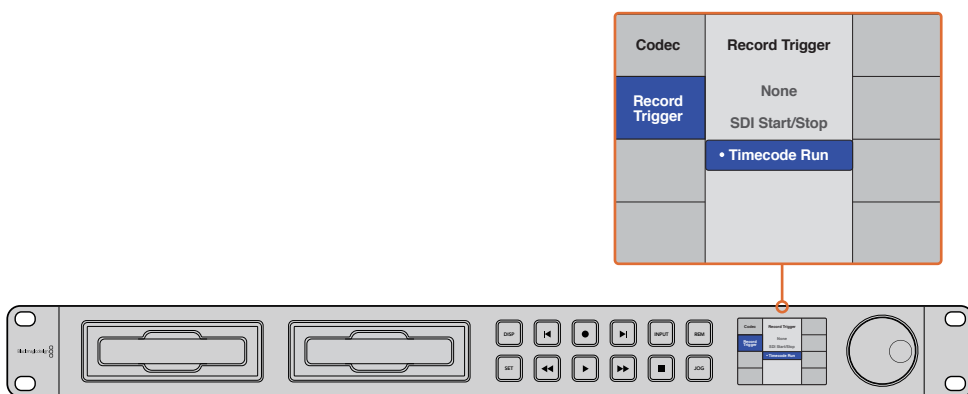 Codec
Record Trigger
None
Record
Trigger
SDI Start/Stop
• Timecode Run
Blackmagicdesign
DISP
INPUT
REM
SET
JOG
Codec
Record Trigger
None
Record
Trigger
SDI Start/Stop
• Timecode Run